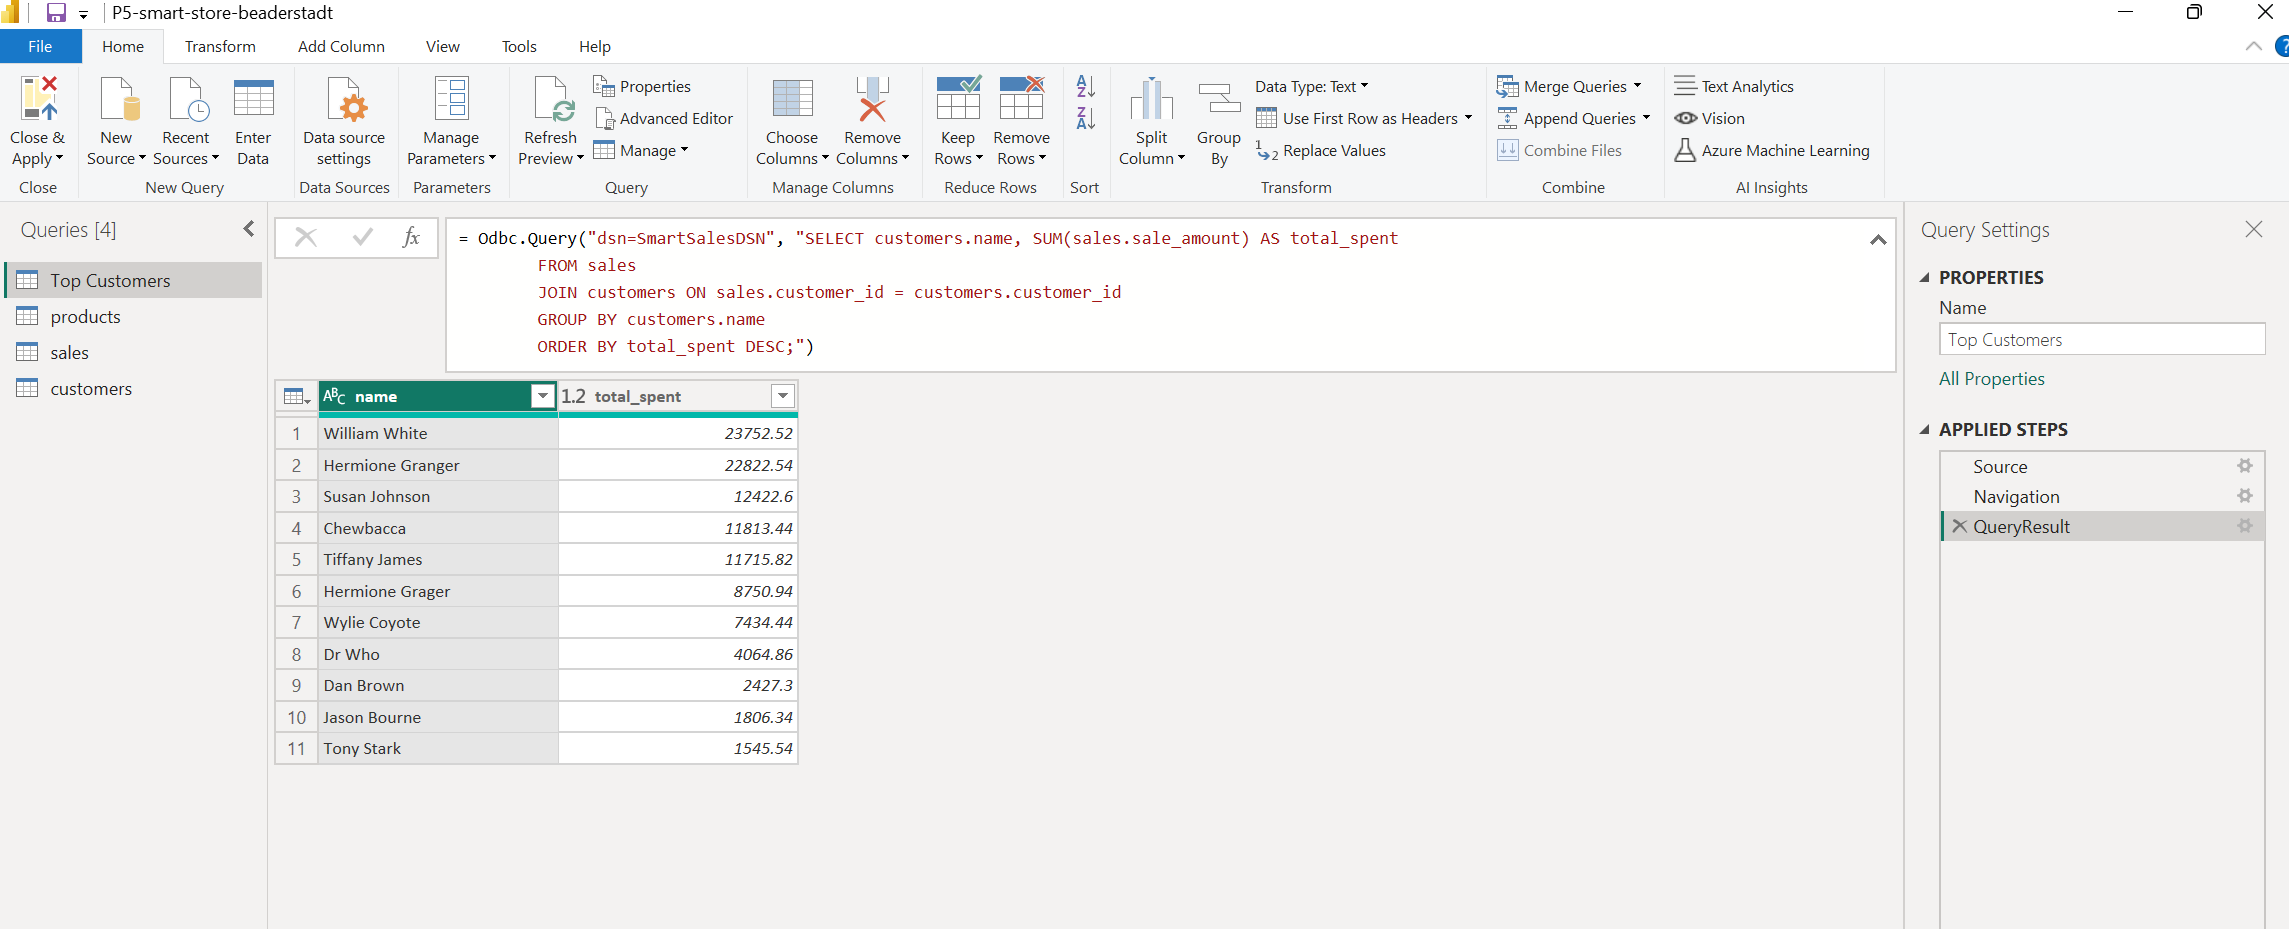 P5-smart-store-beaderstadt
File Home Transform Add Column View Tools Help
?
Close & Apply
Close
New Source
Recent Sources
Enter Data
New Query
Data source settings
Data Sources
Manage Parameters
Parameters
Refresh Preview
Properties
Advanced Editor
Manage
Query
Choose Columns
Remove Columns
Manage Columns
Keep Rows
Remove Rows
Reduce Rows
A Z
Z A
Sort
Split Column
Group By
Data Type: Text
Use First Row as Headers
1 2 Replace Values
Transform
Merge Queries
Append Queries
Combine Files
Combine
Text Analytics
Vision
Azure Machine Learning
AI Insights
Queries [4]
Top Customers
products
sales
customers
fx
= Odbc.Query("dsn=SmartSalesDSN", "SELECT customers.name, SUM(sales.sale_amount) AS total_spent
FROM sales
JOIN customers ON sales.customer_id = customers.customer_id
GROUP BY customers.name
ORDER BY total_spent DESC;")
ABC name 1.2 total_spent
1 William White 23752.52
2 Hermione Granger 22822.54
3 Susan Johnson 12422.6
4 Chewbacca 11813.44
5 Tiffany James 11715.82
6 Hermione Grager 8750.94
7 Wylie Coyote 7434.44
8 Dr Who 4064.86
9 Dan Brown 2427.3
10 Jason Bourne 1806.34
11 Tony Stark 1545.54
Query Settings
PROPERTIES
Name
Top Customers
All Properties
APPLIED STEPS
Source
Navigation
QueryResult